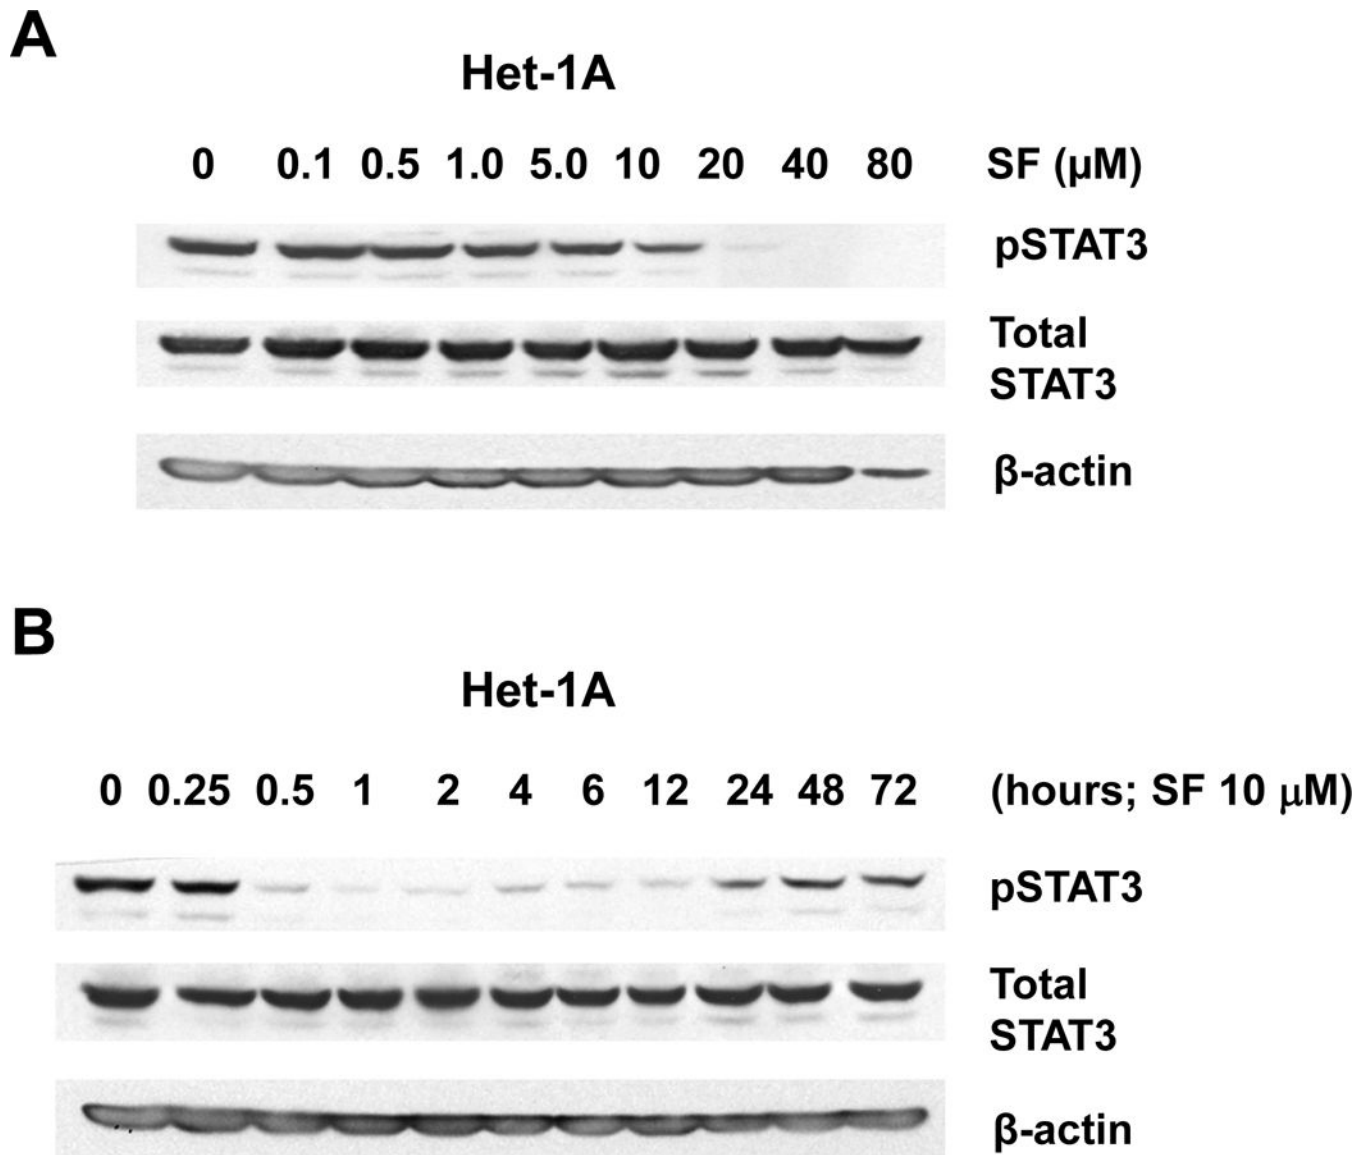 A
Het-1A
0 0.1 0.5 1.0 5.0 10 20 40 80 SF (µM)
pSTAT3
Total
STAT3
β-actin
B
Het-1A
0 0.25 0.5 1 2 4 6 12 24 48 72 (hours; SF 10 µM)
pSTAT3
Total
STAT3
β-actin